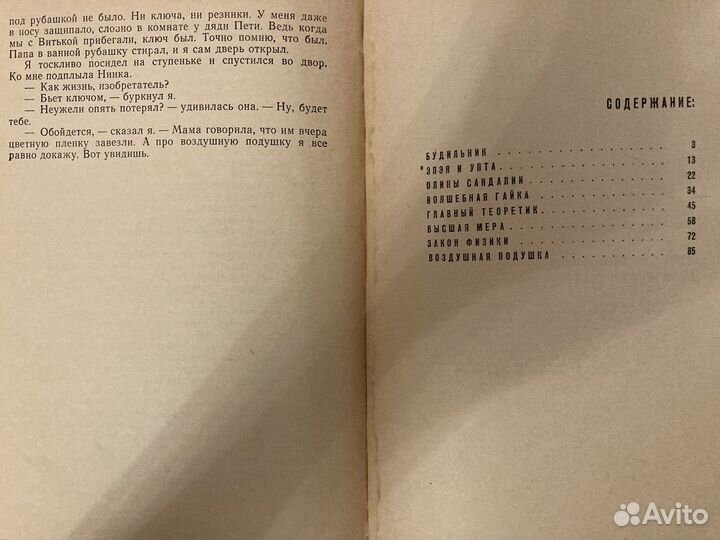 под рубашкой не было. Ни ключа, ни резинки. У меня даже
в носу защипало, слозно в комнате у дяди Пети. Ведь когда
мы с Витькой прибегали, ключ был. Точно помню, что был.
Папа в ванной рубашку стирал, и я сам дверь открыл.
Я тоскливо посидел на ступеньке и спустился во двор.
Ко мне подплыла Нинка.
— Как жизнь, изобретатель?
— Бьет ключом, — буркнул я.
— Неужели опять потерял? — удивилась она. — Ну, будет
тебе.
— Обойдется, — сказал я. — Мама говорила, что им вчера
цветную пленку завезли. А про воздушную подушку я все
равно докажу. Вот увидишь.
СОДЕРЖАНИЕ:
БУДИЛЬНИК . . . . . . . . . . . . . . 3
ЭПЭЯ И УПТА . . . . . . . . . . . . . 13
ОЛИПЫ САНДАЛИИ . . . . . . . . . . . 22
ВОЛШЕБНАЯ ГАЙКА . . . . . . . . . . . 34
ГЛАВНЫЙ ТЕОРЕТИК . . . . . . . . . . 45
ВЫСШАЯ МЕРА . . . . . . . . . . . . . 58
ЗАКОН ФИЗИКИ . . . . . . . . . . . . 72
ВОЗДУШНАЯ ПОДУШКА . . . . . . . . . . 85
Avito